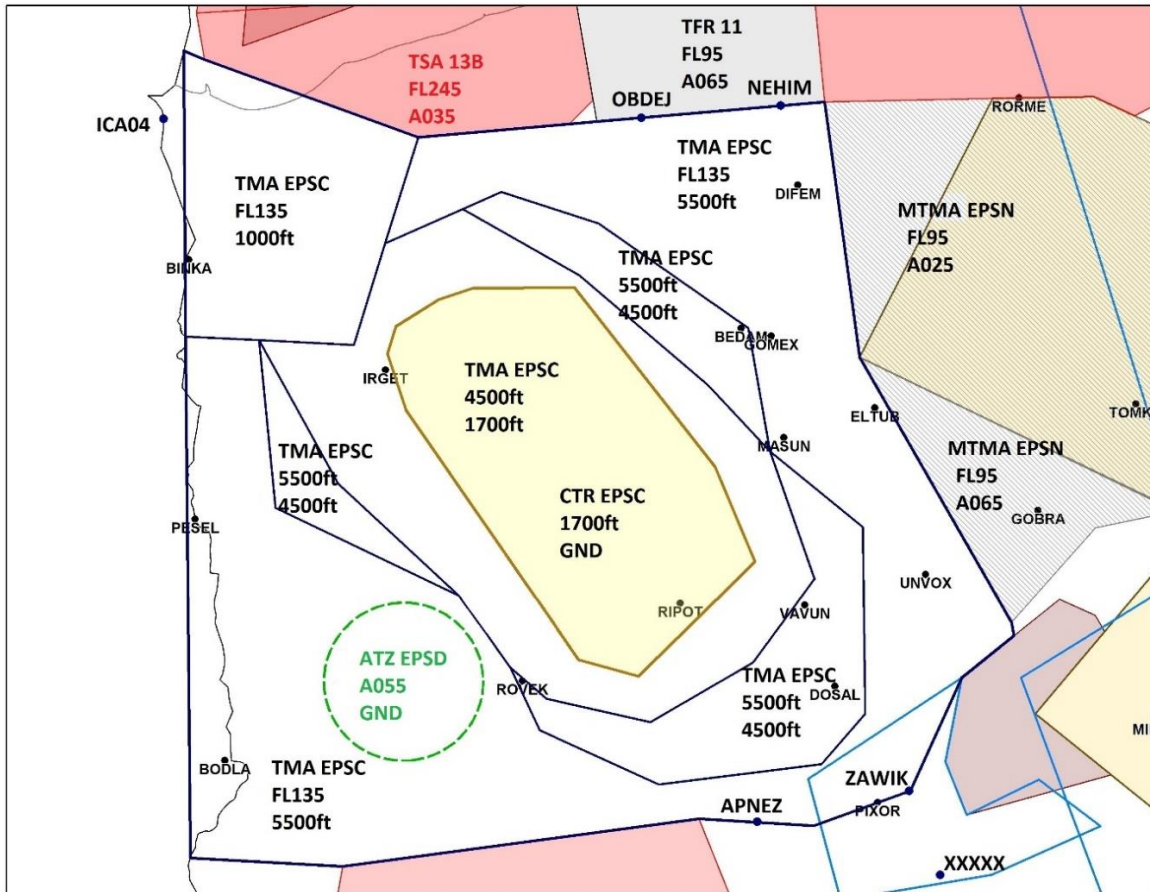 TFR 11
FL95
A065
TSA 13B
FL245
A035
NEHIM
OBDEJ
RORME
ICA04
TMA EPSC
FL135
5500ft
DIFEM
TMA EPSC
FL135
1000ft
MTMA EPSN
FL95
A025
BINKA
TMA EPSC
5500ft
4500ft
BEDAM
GOMEX
IRGET
TMA EPSC
4500ft
1700ft
ELTUB
TOMK
MASUN
TMA EPSC
5500ft
4500ft
MTMA EPSN
FL95
A065
CTR EPSC
1700ft
GND
PESEL
GOBRA
UNVOX
RIPOT
VAVUN
ATZ EPSD
A055
GND
ROVEK
TMA EPSC
5500ft
4500ft
DOSAL
MI
BODLA
TMA EPSC
FL135
5500ft
ZAWIK
PIXOR
APNEZ
XXXXX